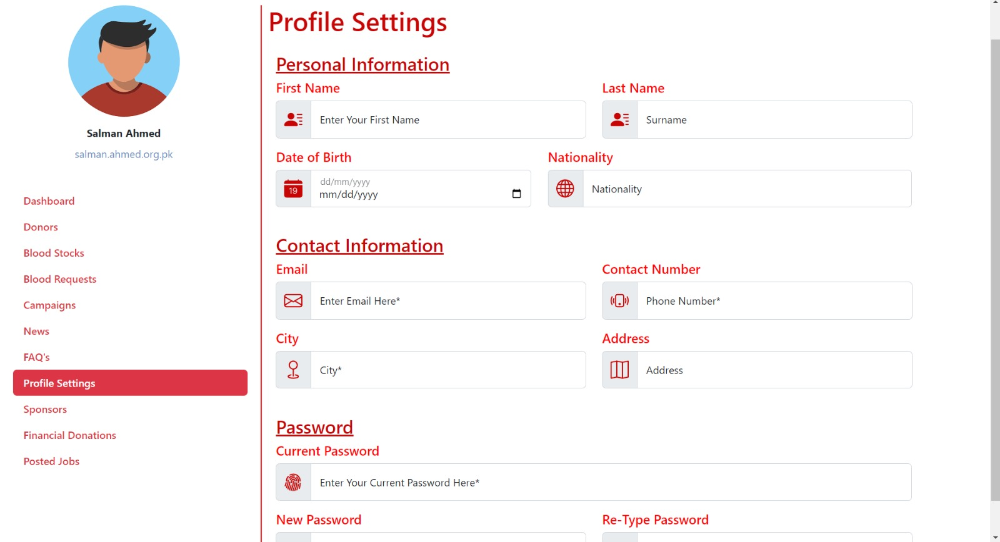 Salman Ahmed
salman.ahmed.org.pk
Dashboard
Donors
Blood Stocks
Blood Requests
Campaigns
News
FAQ's
Profile Settings
Sponsors
Financial Donations
Posted Jobs
Profile Settings
Personal Information
First Name Last Name
Enter Your First Name Surname
Date of Birth Nationality
19 dd/mm/yyyy
mm/dd/yyyy Nationality
Contact Information
Email Contact Number
Enter Email Here* Phone Number*
City Address
City* Address
Password
Current Password
Enter Your Current Password Here*
New Password Re-Type Password